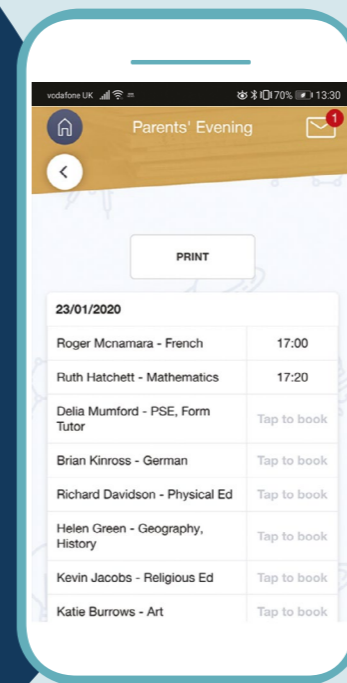 vodafone UK 70% 13:30
Parents' Evening
1
PRINT
23/01/2020
Roger Mcnamara - French 17:00
Ruth Hatchett - Mathematics 17:20
Delia Mumford - PSE, Form
Tutor
Tap to book
Brian Kinross - German Tap to book
Richard Davidson - Physical Ed Tap to book
Helen Green - Geography,
History
Tap to book
Kevin Jacobs - Religious Ed Tap to book
Katie Burrows - Art Tap to book